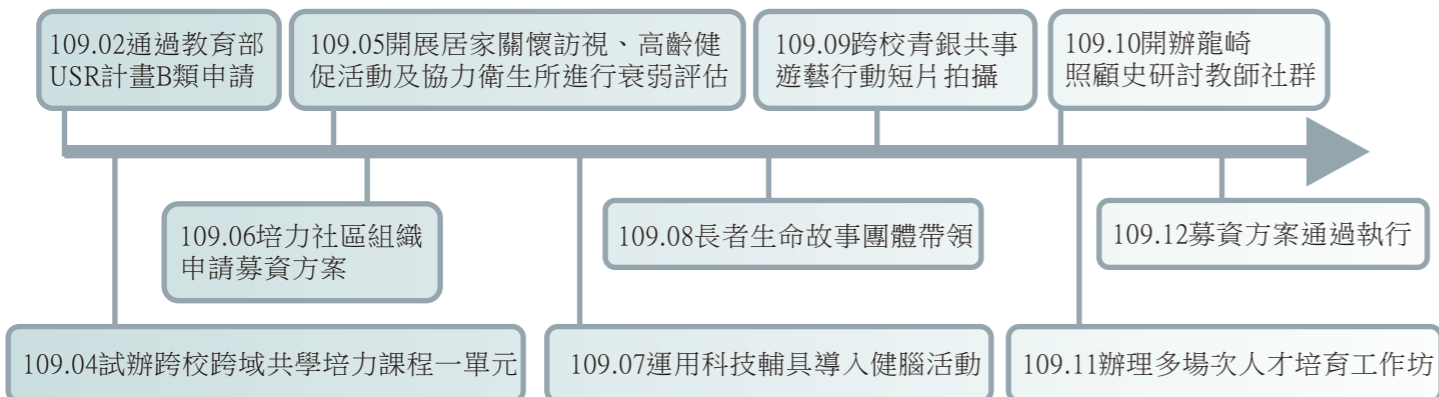 109.02通過教育部
USR計畫B類申請
109.05開展居家關懷訪視、高齡健
促活動及協力衛生所進行衰弱評估
109.09跨校青銀共事
遊藝行動短片拍攝
109.10開辦龍崎
照顧史研討教師社群
109.06培力社區組織
申請募資方案
109.08長者生命故事團體帶領
109.12募資方案通過執行
109.04試辦跨校跨域共學培力課程一單元
109.07運用科技輔具導入健腦活動
109.11辦理多場次人才培育工作坊